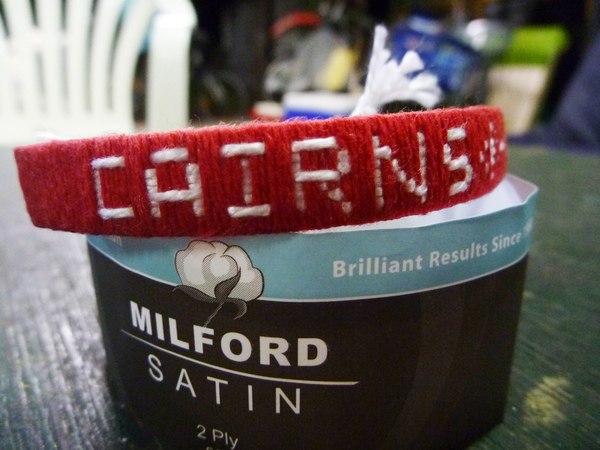 CAIRNS
Brilliant Results Since
MILFORD
SATIN
2 Ply